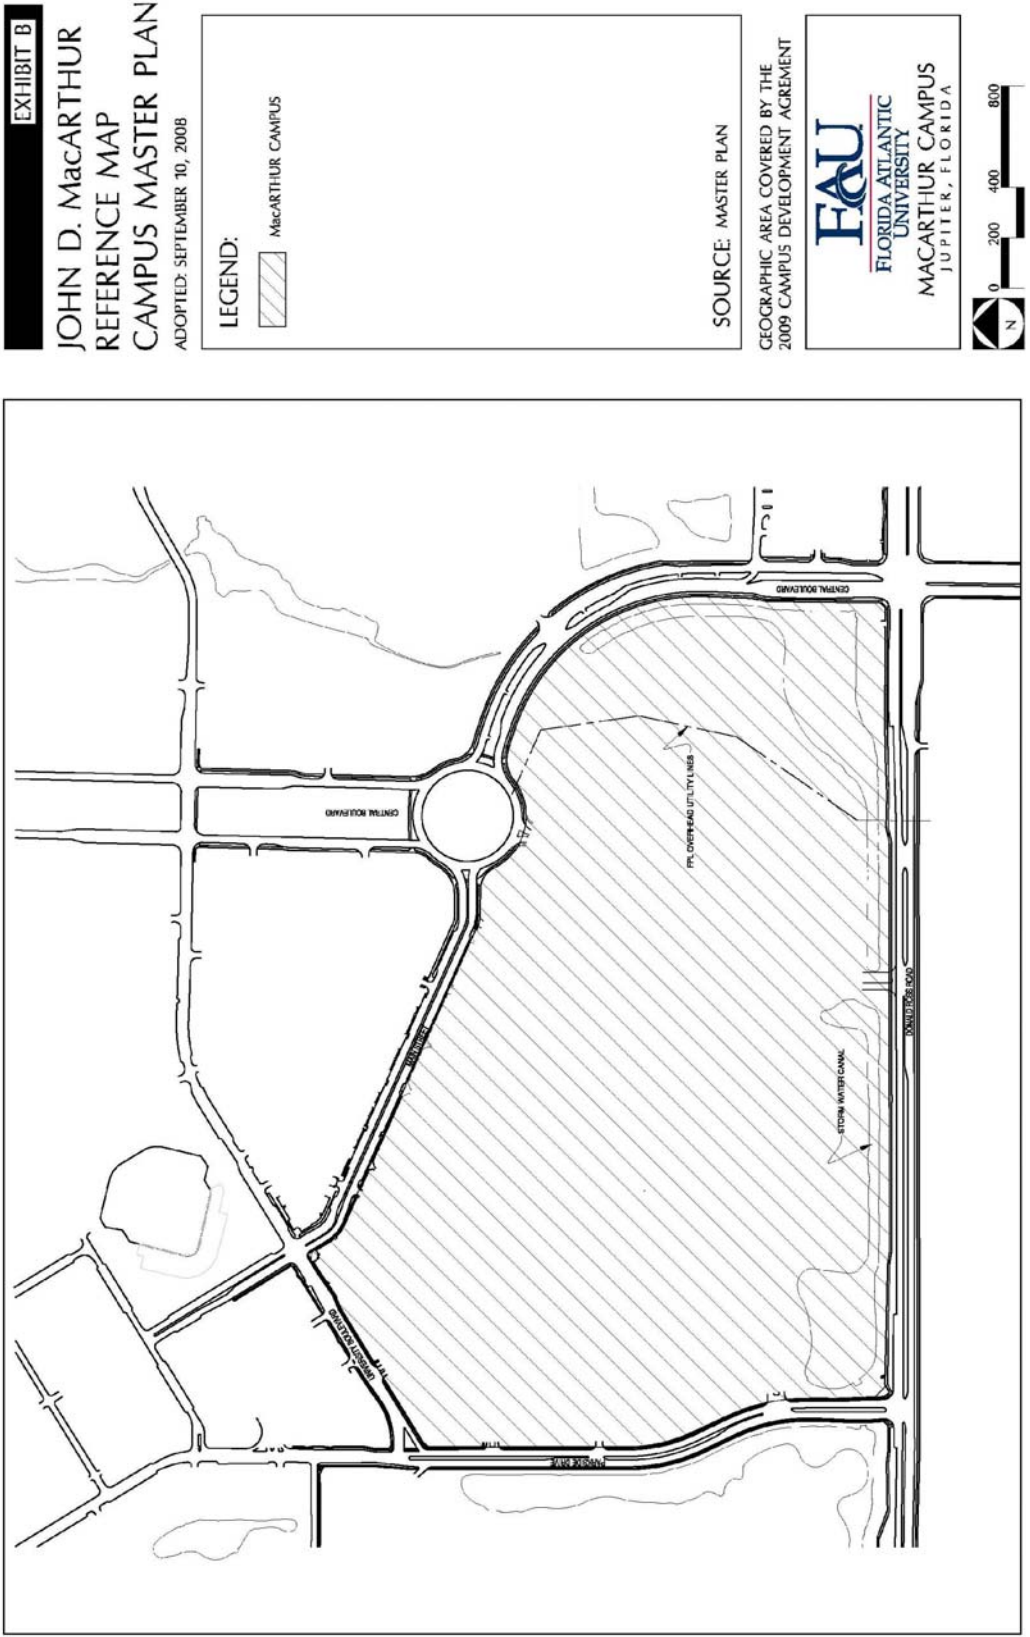 EXHIBIT B
JOHN D. MacARTHUR
REFERENCE MAP
CAMPUS MASTER PLAN
ADOPTED: SEPTEMBER 10, 2008
LEGEND:
MacARTHUR CAMPUS
SOURCE: MASTER PLAN
GEOGRAPHIC AREA COVERED BY THE
2009 CAMPUS DEVELOPMENT AGREMENT
FAU
FLORIDA ATLANTIC
UNIVERSITY
MACARTHUR CAMPUS
JUPITER, FLORIDA
N
0 200 400 800
CENTRAL BOULEVARD
CENTRAL BOULEVARD
FPL OVERHEAD UTILITY LINES
MAIN STREET
DONALD ROSS ROAD
STORM WATER CANAL
UNIVERSITY BOULEVARD
PARKSIDE DRIVE